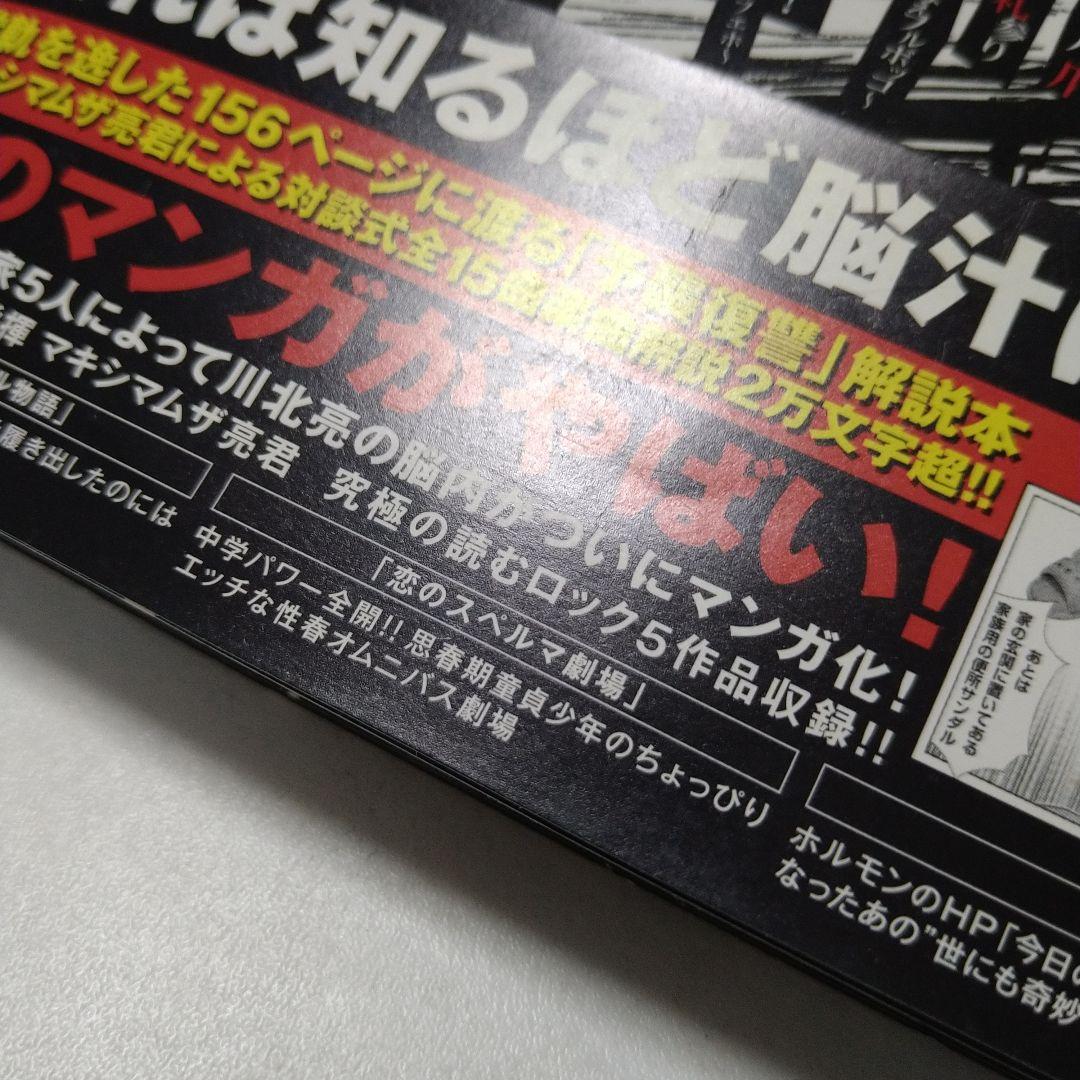 礼参り
れば知るほど脳汁
軌を逸した156ページに渡る「予襲復讐」解説本
シマムザ亮君による対談式全15曲楽曲解説2万文字超!!
のマンガがやばい!
家5人によって川北亮の脳内がついにマンガ化!
揮 マキシマムザ亮君 究極の読むロック5作品収録!!
ル物語」
履き出したのには
「恋のスペルマ劇場」
中学パワー全開!! 思春期童貞少年のちょっぴり
エッチな性春オムニバス劇場
あとは
家の玄関に置いてある
家族用の便所サンダル
ホルモンのHP「今日の
なったあの"世にも奇妙